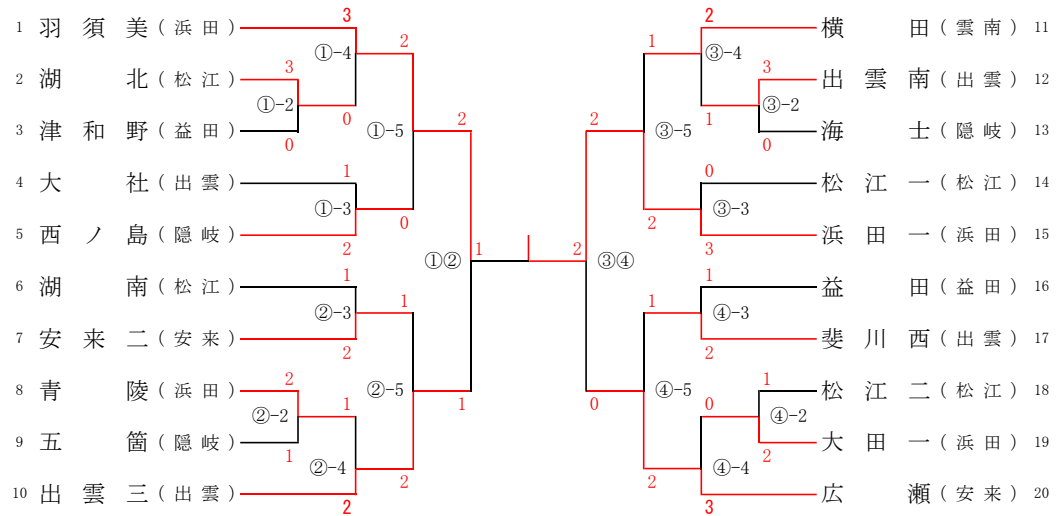 3
2
1 羽須美(浜田)
横田(雲南) 11
①-4
2
1
③-4
2 湖北(松江)
3
3
出雲南(出雲) 12
①-2
③-2
3 津和野(益田)
0
0
①-5
2
2
③-5
1
0
海士(隠岐) 13
4 大社(出雲)
1
0
松江一(松江) 14
①-3
③-3
5 西ノ島(隠岐)
2
0
2
3
浜田一(浜田) 15
①②
1
2
③④
6 湖南(松江)
1
1
益田(益田) 16
②-3
1
1
④-3
7 安来二(安来)
2
2
斐川西(出雲) 17
8 青陵(浜田)
2
②-5
1
0
④-5
1
松江二(松江) 18
②-2
1
0
④-2
9 五箇(隠岐)
1
2
大田一(浜田) 19
②-4
2
2
④-4
10 出雲三(出雲)
2
3
広瀬(安来) 20